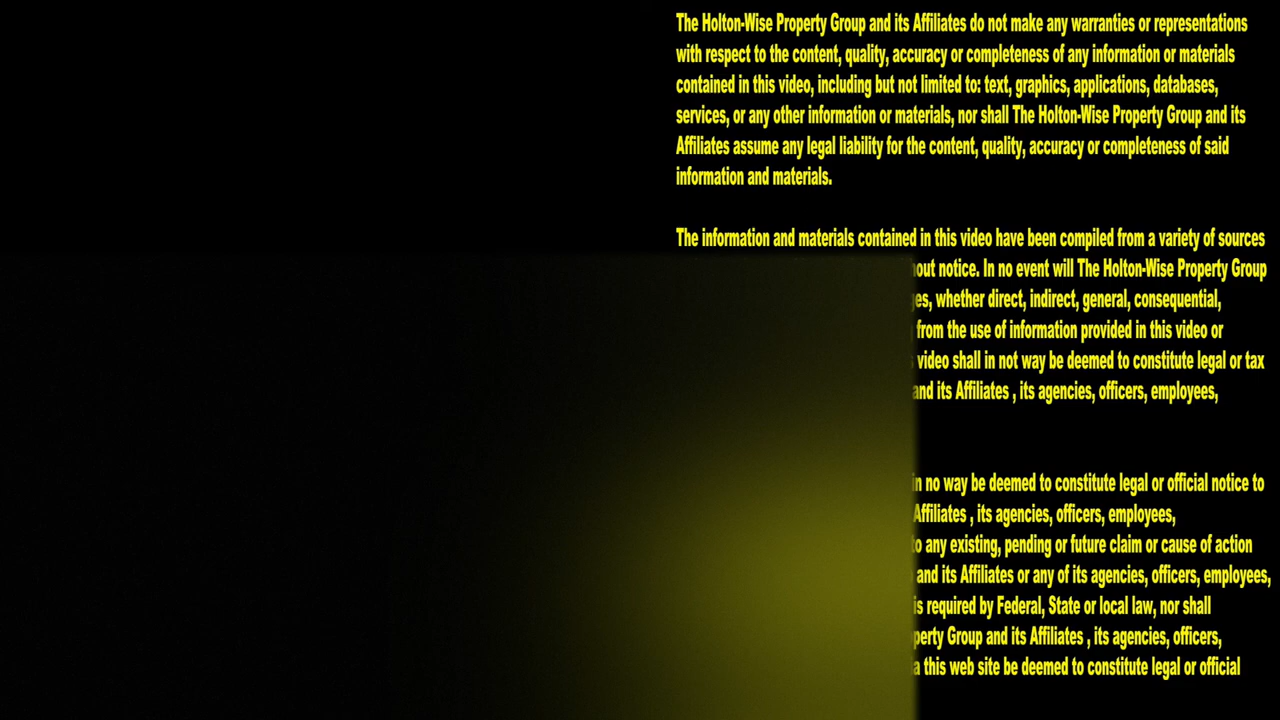 The Holton-Wise Property Group and its Affiliates do not make any warranties or representations
with respect to the content, quality, accuracy or completeness of any information or materials
contained in this video, including but not limited to: text, graphics, applications, databases,
services, or any other information or materials, nor shall The Holton-Wise Property Group and its
Affiliates assume any legal liability for the content, quality, accuracy or completeness of said
information and materials.
The information and materials contained in this video have been compiled from a variety of sources
notice. In no event will The Holton-Wise Property Group
whether direct, indirect, general, consequential,
from the use of information provided in this video or
video shall in not way be deemed to constitute legal or tax
and its Affiliates , its agencies, officers, employees,
in no way be deemed to constitute legal or official notice to
Affiliates , its agencies, officers, employees,
to any existing, pending or future claim or cause of action
and its Affiliates or any of its agencies, officers, employees,
is required by Federal, State or local law, nor shall
Group and its Affiliates , its agencies, officers,
this web site be deemed to constitute legal or official